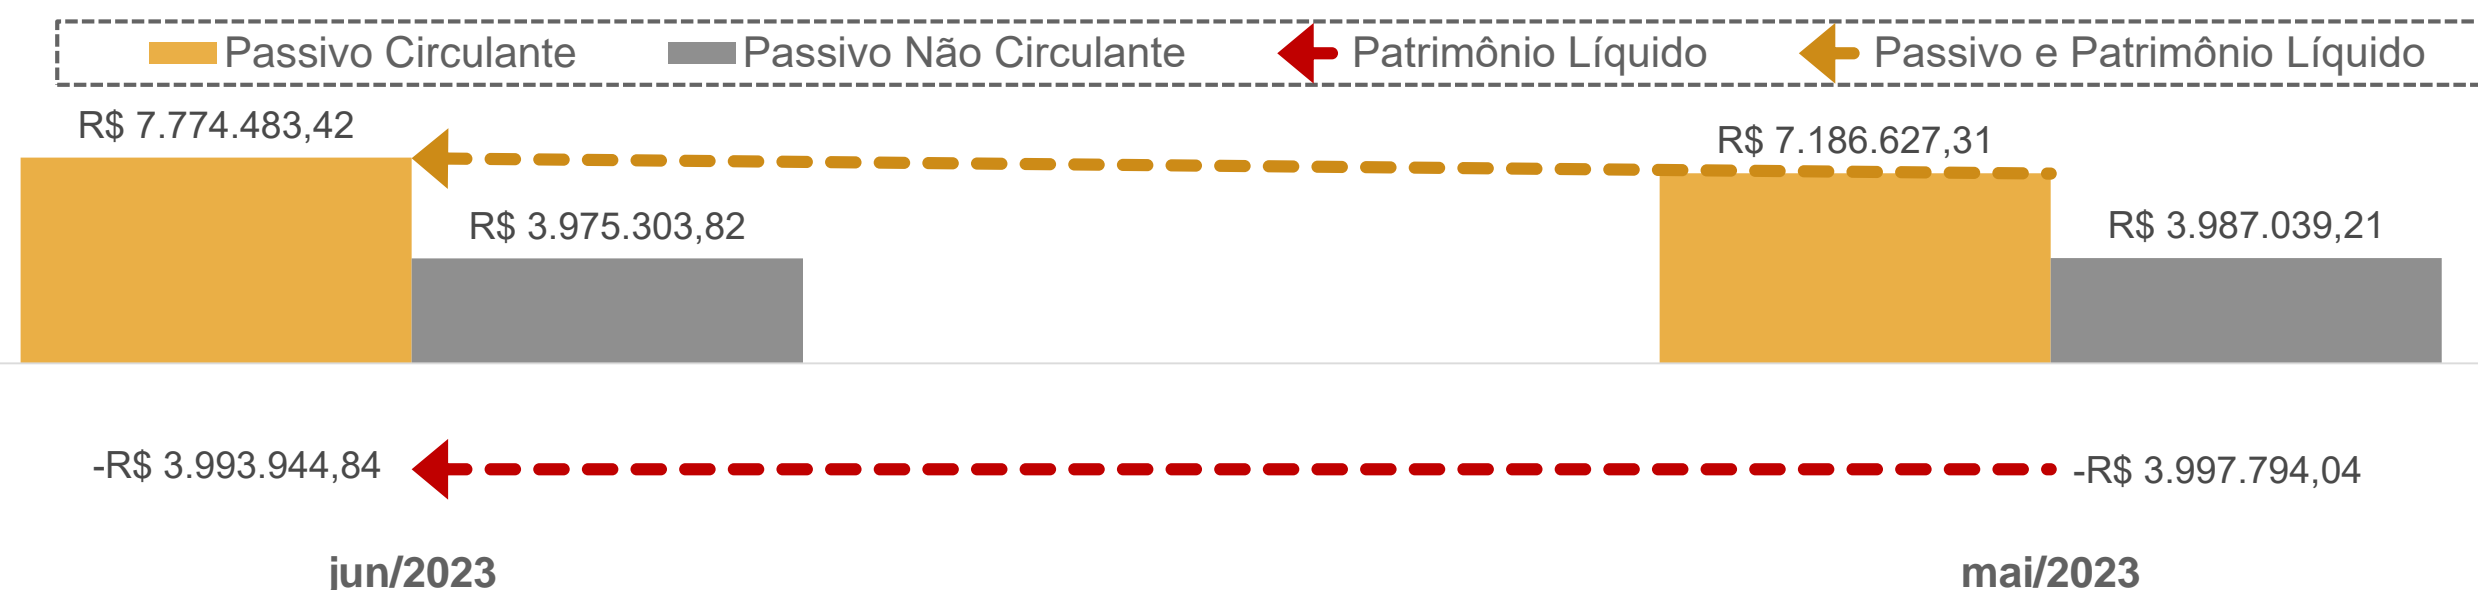 Passivo Circulante Passivo Não Circulante Patrimônio Líquido Passivo e Patrimônio Líquido
R$ 7.774.483,42
R$ 7.186.627,31
R$ 3.975.303,82
R$ 3.987.039,21
-R$ 3.993.944,84
-R$ 3.997.794,04
jun/2023
mai/2023